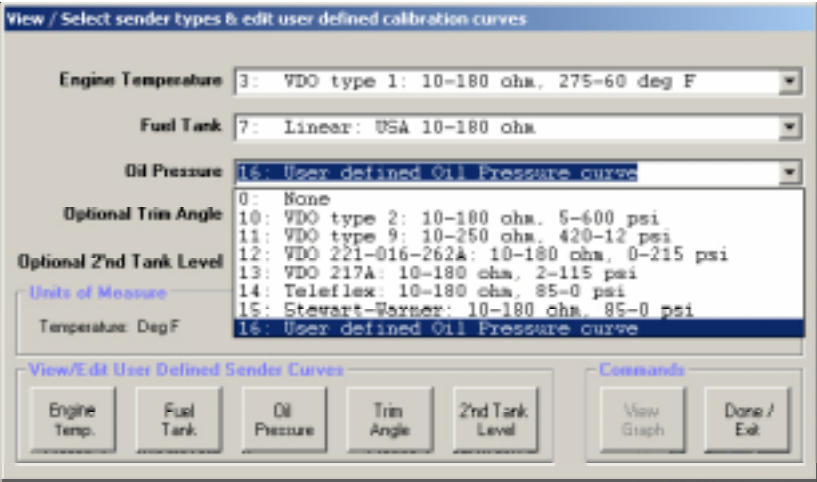 View / Select sender types & edit user defined calibration curves
Engine Temperature 3: VDO type 1: 10-180 ohm, 275-60 deg F
Fuel Tank 7: Linear: USA 10-180 ohm
Oil Pressure 16: User defined Oil Pressure curve
0: None
Optional Trim Angle 10: VDO type 2: 10-180 ohm. 5-600 psi
11: VDO type 9: 10-250 ohm, 420-12 psi
12: VDO 221-016-262A: 10-180 ohm, 0-215 psi
Optional 2'nd Tank Level 13: VDO 217A: 10-180 ohm, 2-115 psi
Units of Measure 14: Teleflex: 10-180 ohm, 85-0 psi
15: Stewart-Warner: 10-180 ohm, 85-0 psi
Temperature: Deg F 16: User defined Oil Pressure curve
View/Edit User Defined Sender Curves Commands
Engine Temp. Fuel Tank Oil Pressure Trim Angle 2'nd Tank Level View Graph Done / Exit